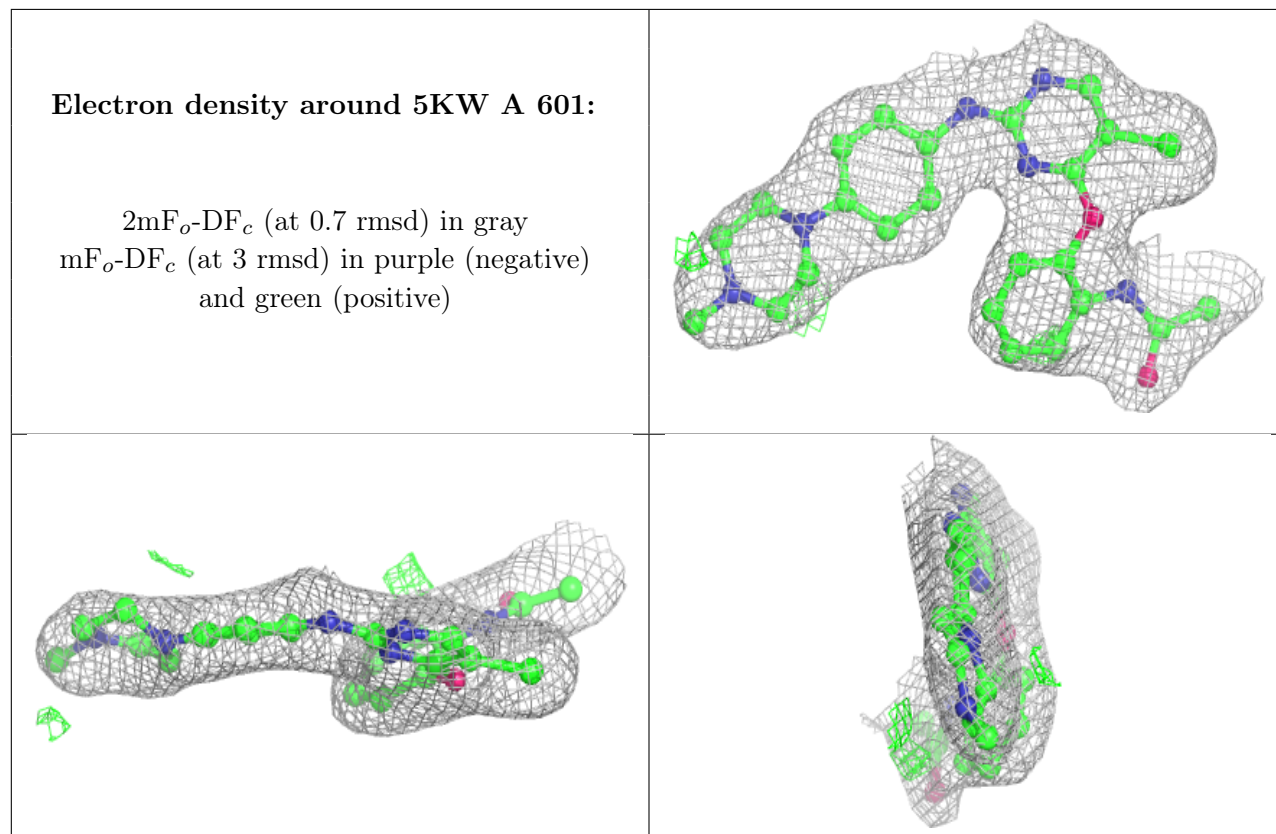 Electron density around 5KW A 601:
2mFo-DFc (at 0.7 rmsd) in gray
mFo-DFc (at 3 rmsd) in purple (negative)
and green (positive)